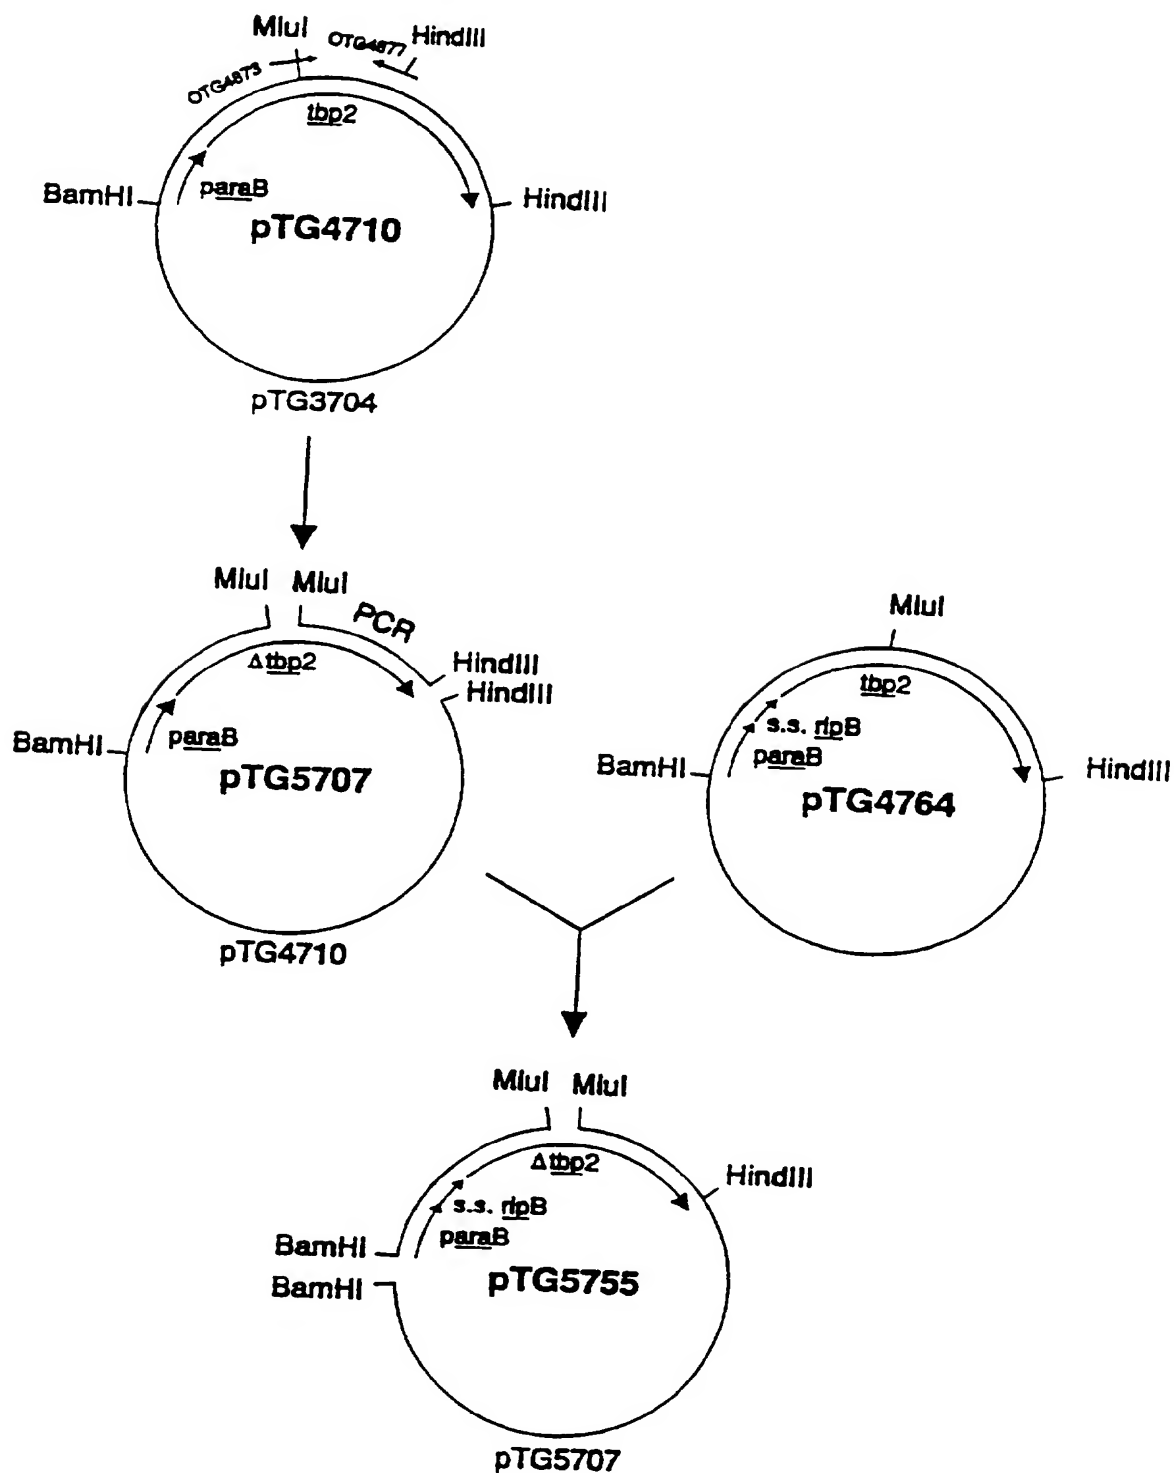 MluI
OTG4873
OTG4877
HindIII
tbp2
BamHI
paraB
HindIII
pTG4710
pTG3704
MluI MluI
PCR
HindIII
Δtbp2
HindIII
BamHI
paraB
pTG5707
pTG4710
MluI
tbp2
s.s. rlpB
paraB
BamHI
HindIII
pTG4764
MluI MluI
Δtbp2
HindIII
s.s. rlpB
paraB
BamHI
BamHI
pTG5755
pTG5707